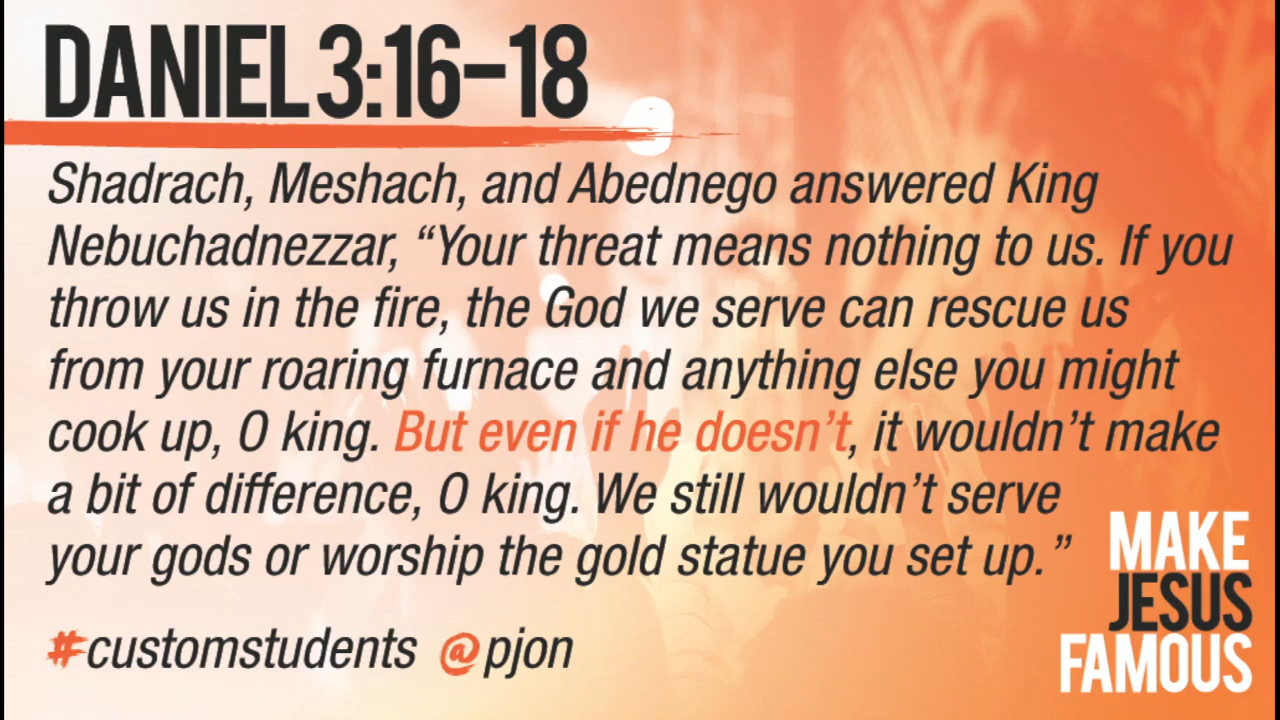 DANIEL 3:16–18
Shadrach, Meshach, and Abednego answered King
Nebuchadnezzar, “Your threat means nothing to us. If you
throw us in the fire, the God we serve can rescue us
from your roaring furnace and anything else you might
cook up, O king. But even if he doesn’t, it wouldn’t make
a bit of difference, O king. We still wouldn’t serve
your gods or worship the gold statue you set up.”
#customstudents @pjon
MAKE
JESUS
FAMOUS